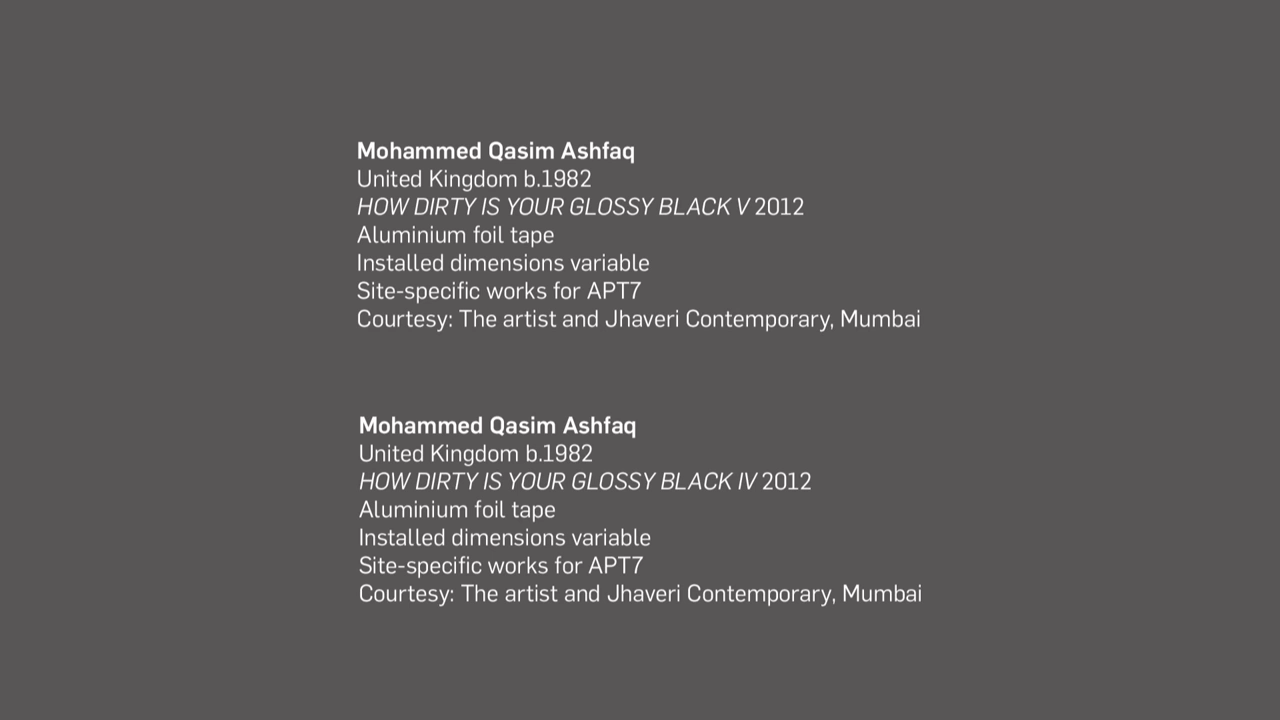 Mohammed Qasim Ashfaq
United Kingdom b.1982
HOW DIRTY IS YOUR GLOSSY BLACK V 2012
Aluminium foil tape
Installed dimensions variable
Site-specific works for APT7
Courtesy: The artist and Jhaveri Contemporary, Mumbai
Mohammed Qasim Ashfaq
United Kingdom b.1982
HOW DIRTY IS YOUR GLOSSY BLACK IV 2012
Aluminium foil tape
Installed dimensions variable
Site-specific works for APT7
Courtesy: The artist and Jhaveri Contemporary, Mumbai